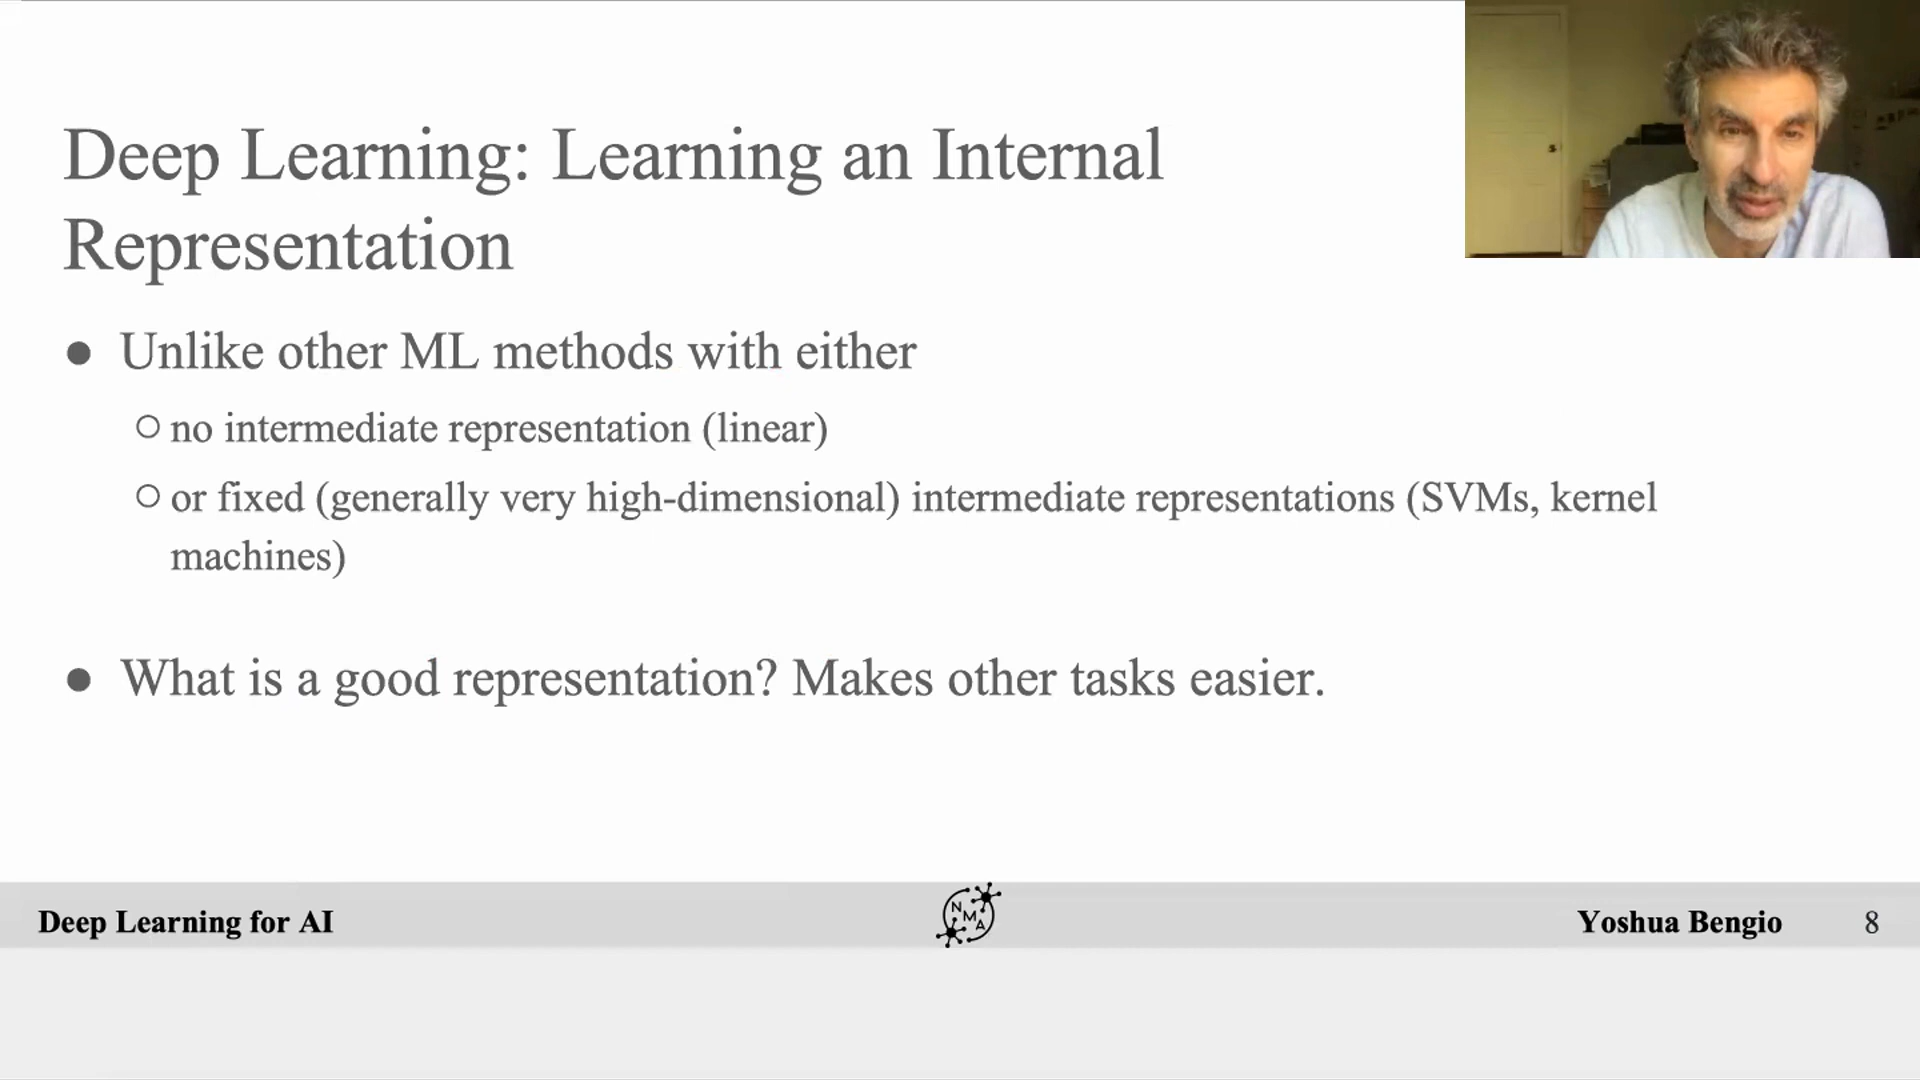 Deep Learning: Learning an Internal
Representation
● Unlike other ML methods with either
○ no intermediate representation (linear)
○ or fixed (generally very high-dimensional) intermediate representations (SVMs, kernel
machines)
● What is a good representation? Makes other tasks easier.
Deep Learning for AI
NMA
Yoshua Bengio
8